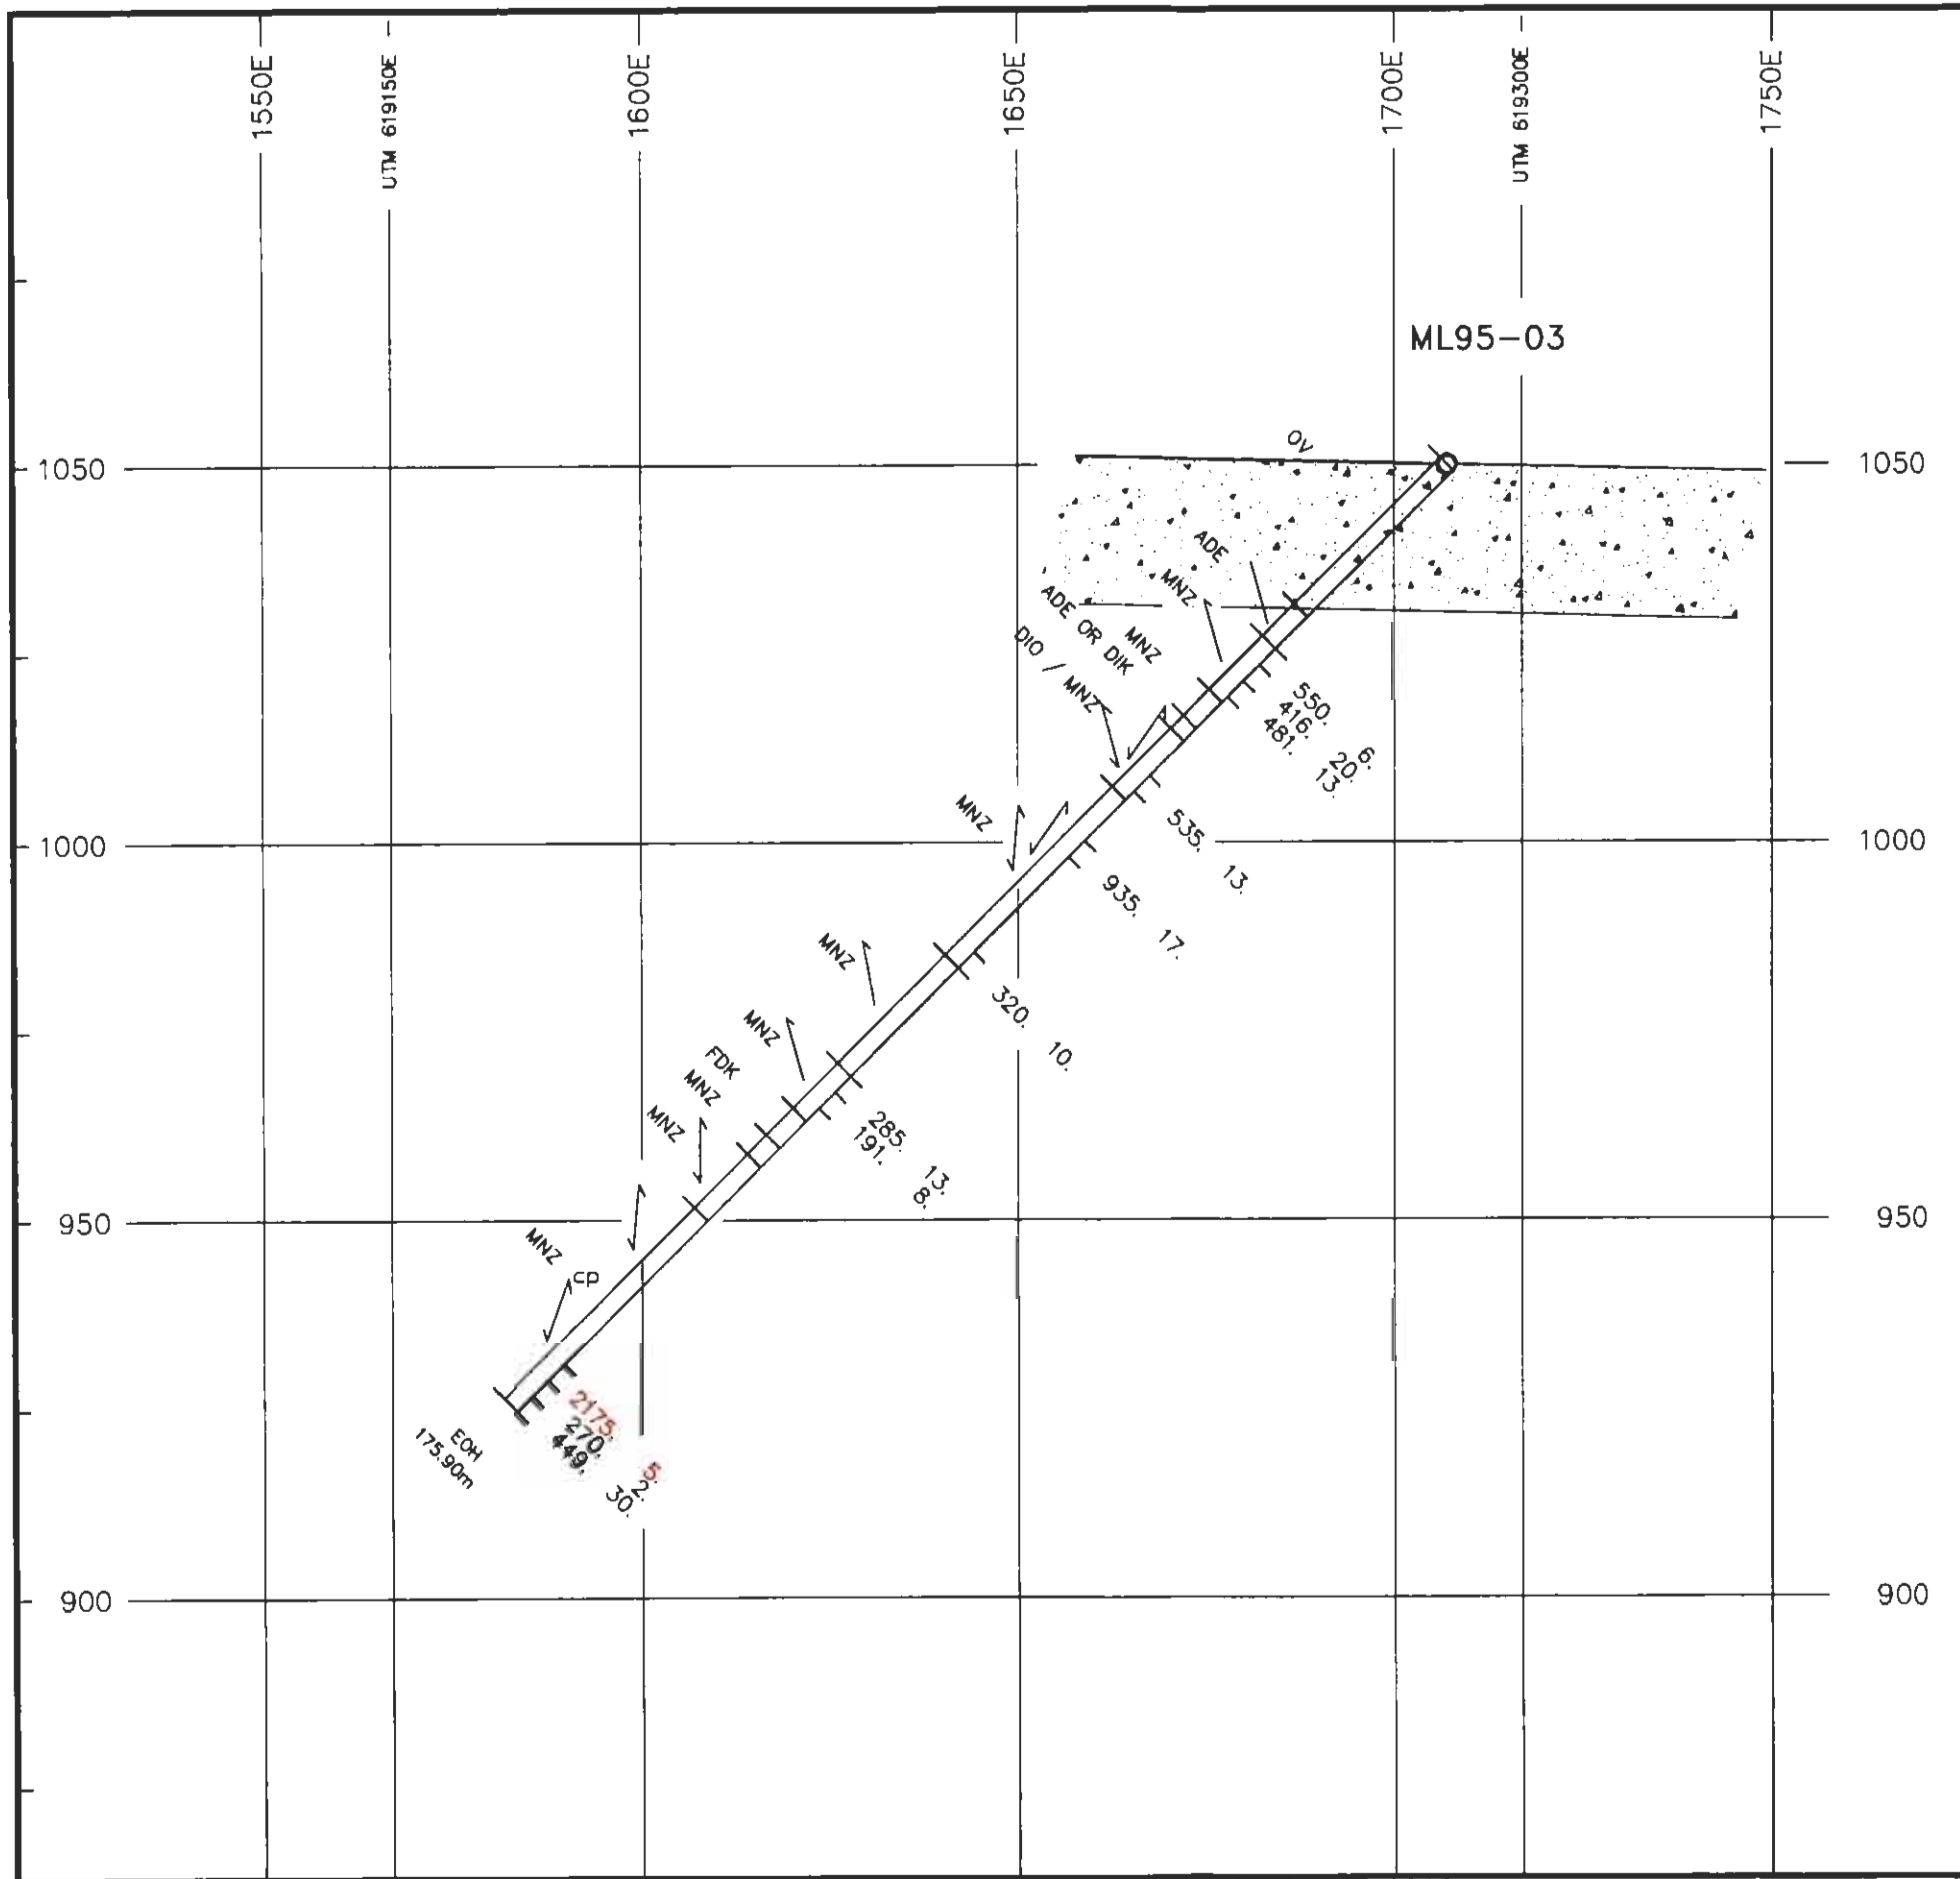 1550E
UTM 619150E
1600E
1650E
1700E
UTM 619300E
1750E
ML95-03
OV
1050
1050
ADE
MNZ
MNZ
ADE OR DIK
DIO / MNZ
550. 6.
416. 20.
481. 13.
535. 13.
MNZ
1000
1000
935. 17.
MNZ
320. 10.
MNZ
FDK
MNZ
MNZ
285. 13.
191. 8.
950
950
MNZ
cp
2175. 5.
270. 2.
449. 30.
EOH
175.90m
900
900